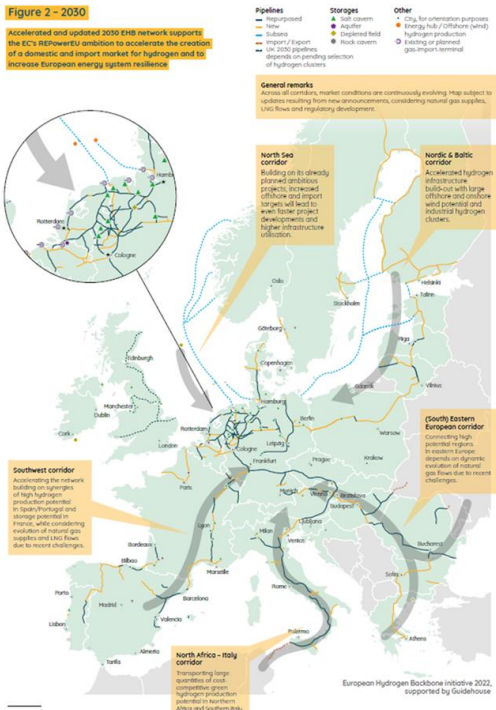 Figure 2 – 2030
Accelerated and updated 2030 EHB network supports
the EC's REPowerEU ambition to accelerate the creation
of a domestic and import market for hydrogen and to
increase European energy system resilience
Pipelines
Repurposed
New
Subsea
Import / Export
UK 2030 pipelines
depends on pending selection
of hydrogen clusters
Storages
Salt cavern
Aquifer
Depleted field
Rock cavern
Other
City, for orientation purposes
Energy hub / Offshore (wind)
hydrogen production
Existing or planned
gas-import-terminal
General remarks
Across all corridors, market conditions are continuously evolving. Map subject to
updates resulting from new announcements, considering natural gas supplies,
LNG flows and regulatory development.
North Sea
corridor
Building on its already
planned ambitious
projects, increased
offshore and import
targets will lead to
even faster project
developments and
higher infrastructure
utilisation.
Nordic & Baltic
corridor
Accelerated hydrogen
infrastructure
build-out with large
offshore and onshore
wind potential and
industrial hydrogen
clusters.
Hamb
Rotterdam
Cologne
Oslo
Helsinki
Stockholm
Tallinn
Göteborg
Riga
Edinburgh
Copenhagen
Vilnius
Gdansk
Manchester
Dublin
Hamburg
Berlin
Cork
Rotterdam
Warsaw
London
Cologne
Leipzig
Frankfurt
Prague
Krakow
Paris
Munich
Vienna
Bratislava
Budapest
Lyon
Milan
Ljubljana
Venice
Bucharest
Bordeaux
Bilbao
Marseille
Sofia
Porto
Madrid
Barcelona
Rome
Lisbon
Valencia
Palermo
Athens
Almeria
Tarifa
(South) Eastern
European corridor
Connecting high
potential regions
in eastern Europe
depends on dynamic
evolution of natural
gas flows due to recent
challenges.
Southwest corridor
Accelerating the network
building on synergies
of high hydrogen
production potential
in Spain/Portugal and
storage potential in
France, while considering
evolution of natural gas
supplies and LNG flows
due to recent challenges.
North Africa – Italy
corridor
Transporting large
quantities of cost-
competitive green
hydrogen production
potential in Northern
Africa and Southern Italy
European Hydrogen Backbone initiative 2022,
supported by Guidehouse